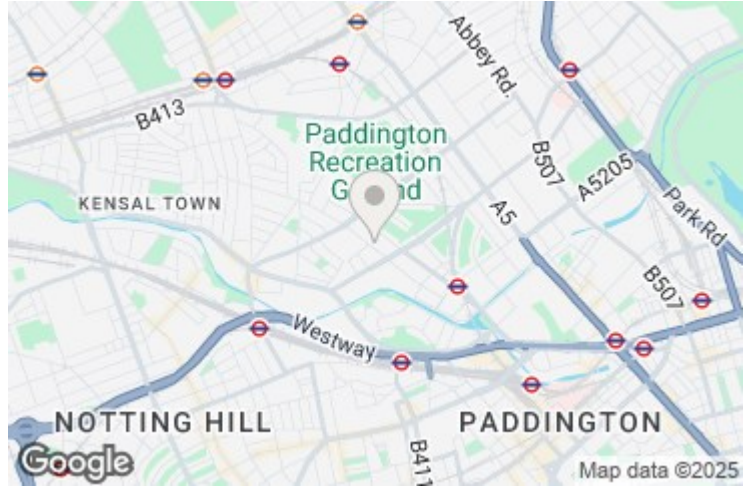 Abbey Rd.
B413
Paddington
Recreation
B507
A5205
KENSAL TOWN
A5
Park Rd
B507
Westway
NOTTING HILL
PADDINGTON
B411
Google
Map data ©2025